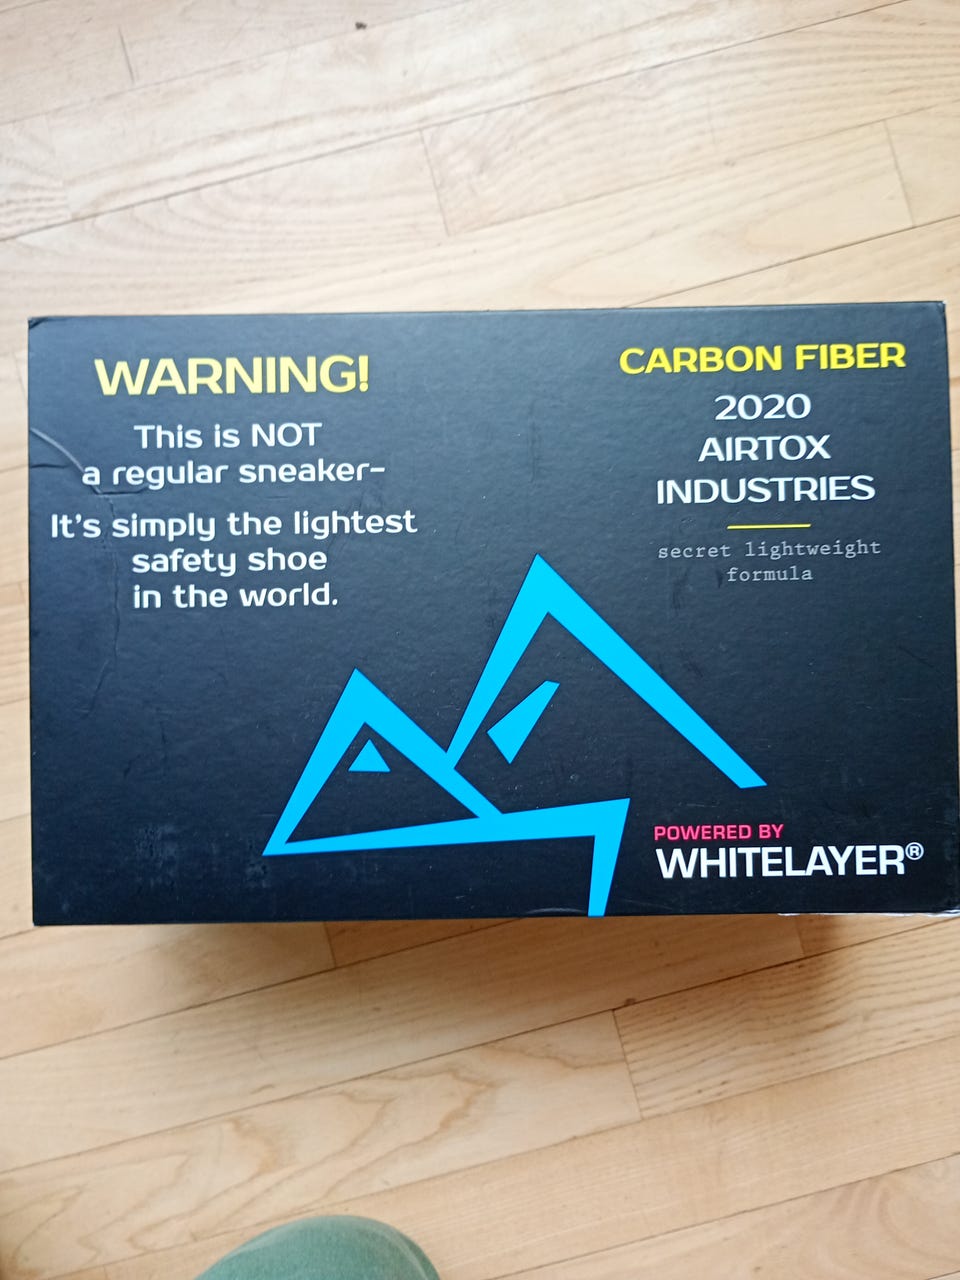 WARNING!
This is NOT
a regular sneaker-
It's simply the lightest
safety shoe
in the world.
CARBON FIBER
2020
AIRTOX
INDUSTRIES
secret lightweight
formula
POWERED BY
WHITELAYER®